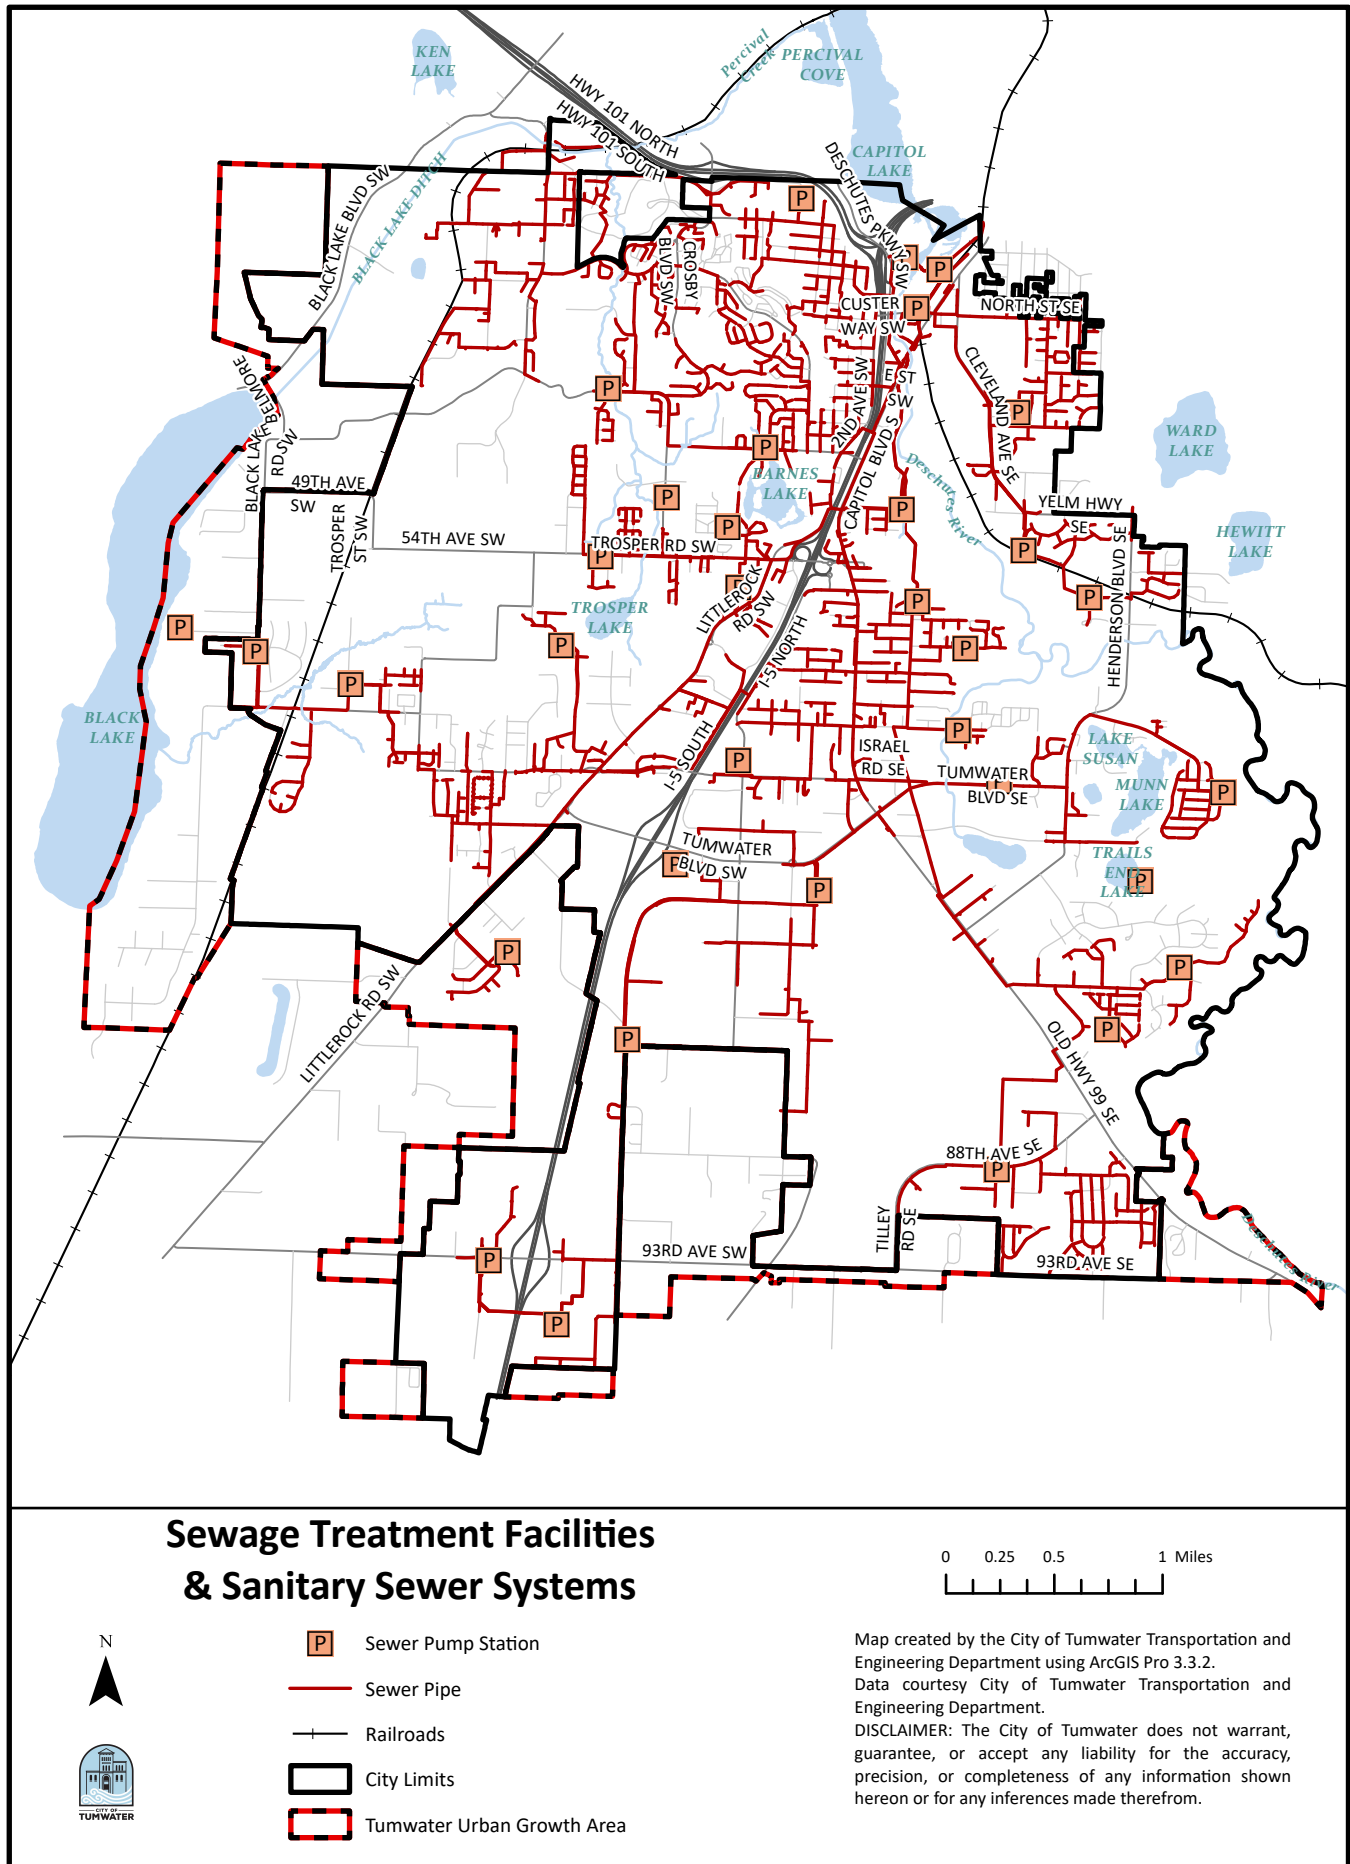 KEN
LAKE
Percival
Creek
PERCIVAL
COVE
HWY 101 NORTH
HWY 101 SOUTH
CAPITOL
LAKE
DESCHUTES PKWY SW
BLACK LAKE BLVD SW
BLACK LAKE DITCH
P
CROSBY
BLVD SW
P
P
P
CUSTER
WAY SW
NORTH ST SE
CLEVELAND AVE SE
E ST
SW
2ND AVE SW
P
P
BLACK LAKE BELMORE
RD SW
P
WARD
LAKE
BARNES
LAKE
CAPITOL BLVD S
Deschutes River
49TH AVE
SW
P
P
P
YELM HWY
SE
HEWITT
LAKE
TROSPER
ST SW
54TH AVE SW
P
TROSPER RD SW
P
HENDERSON BLVD SE
P
P
P
TROSPER
LAKE
LITTLEROCK
RD SW
P
P
P
P
P
I-5 NORTH
P
BLACK
LAKE
P
I-5 SOUTH
ISRAEL
RD SE
P
LAKE
SUSAN
TUMWATER
BLVD SE
P
MUNN
LAKE
P
TUMWATER
BLVD SW
P
P
TRAILS
END
LAKE
P
P
P
LITTLEROCK RD SW
P
P
OLD HWY 99 SE
88TH AVE SE
P
TILLEY
RD SE
93RD AVE SW
93RD AVE SE
Deschutes River
P
P
Sewage Treatment Facilities
& Sanitary Sewer Systems
0 0.25 0.5 1 Miles
N
P Sewer Pump Station
Sewer Pipe
Railroads
City Limits
Tumwater Urban Growth Area
CITY OF
TUMWATER
Map created by the City of Tumwater Transportation and
Engineering Department using ArcGIS Pro 3.3.2.
Data courtesy City of Tumwater Transportation and
Engineering Department.
DISCLAIMER: The City of Tumwater does not warrant,
guarantee, or accept any liability for the accuracy,
precision, or completeness of any information shown
hereon or for any inferences made therefrom.